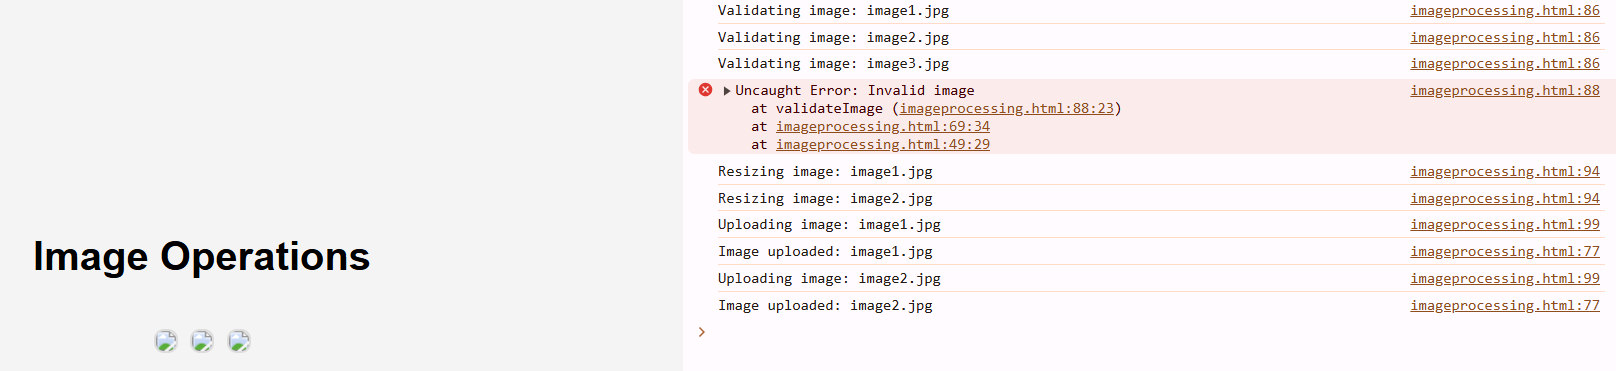 Validating image: image1.jpg imageprocessing.html:86
Validating image: image2.jpg imageprocessing.html:86
Validating image: image3.jpg imageprocessing.html:86
Uncaught Error: Invalid image imageprocessing.html:88
at validateImage (imageprocessing.html:88:23)
at imageprocessing.html:69:34
at imageprocessing.html:49:29
Resizing image: image1.jpg imageprocessing.html:94
Resizing image: image2.jpg imageprocessing.html:94
Uploading image: image1.jpg imageprocessing.html:99
Image uploaded: image1.jpg imageprocessing.html:77
Uploading image: image2.jpg imageprocessing.html:99
Image uploaded: image2.jpg imageprocessing.html:77
Image Operations